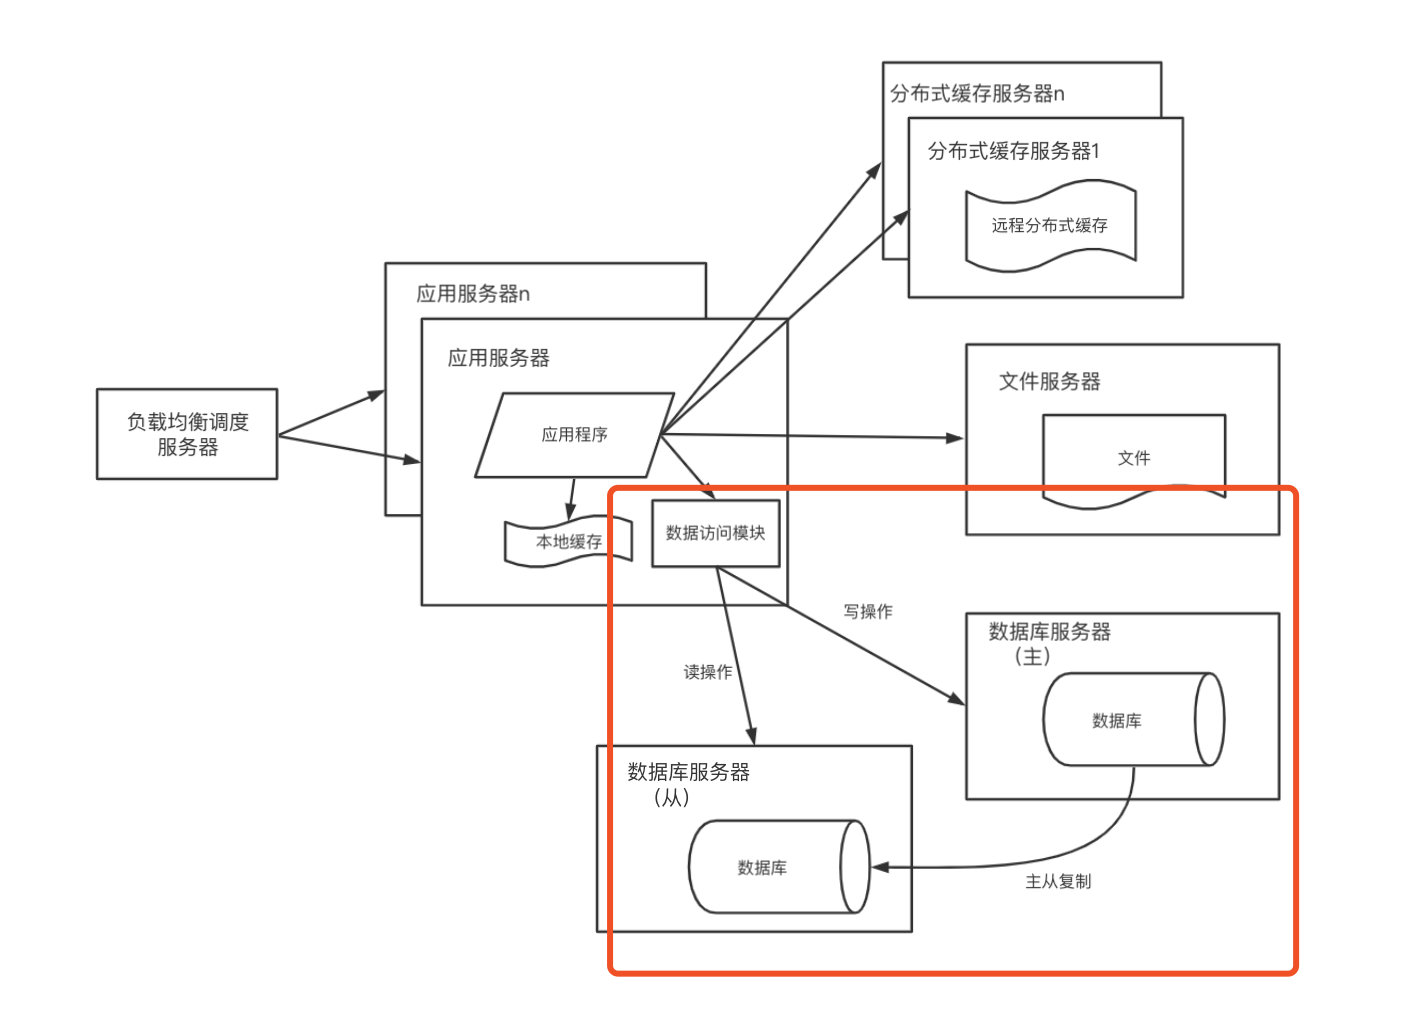 分布式缓存服务器n
分布式缓存服务器1
远程分布式缓存
应用服务器n
应用服务器
文件服务器
负载均衡调度
服务器
应用程序
文件
本地缓存
数据访问模块
写操作
数据库服务器
（主）
读操作
数据库
数据库服务器
（从）
数据库
主从复制